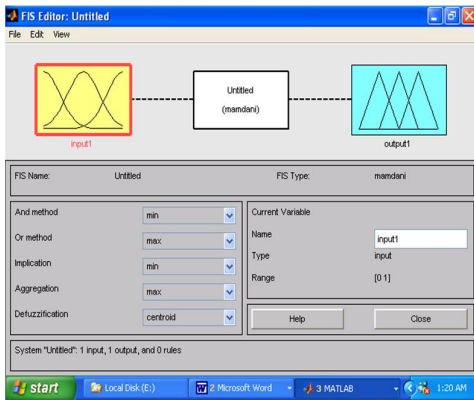 FIS Editor: Untitled
File Edit View
Untitled
(mamdani)
input1
output1
FIS Name: Untitled FIS Type: mamdani
And method min
Or method max
Implication min
Aggregation max
Defuzzification centroid
Current Variable
Name input1
Type input
Range [0 1]
Help Close
System "Untitled": 1 input, 1 output, and 0 rules
start Local Disk (E:) 2 Microsoft Word 3 MATLAB 1:20 AM